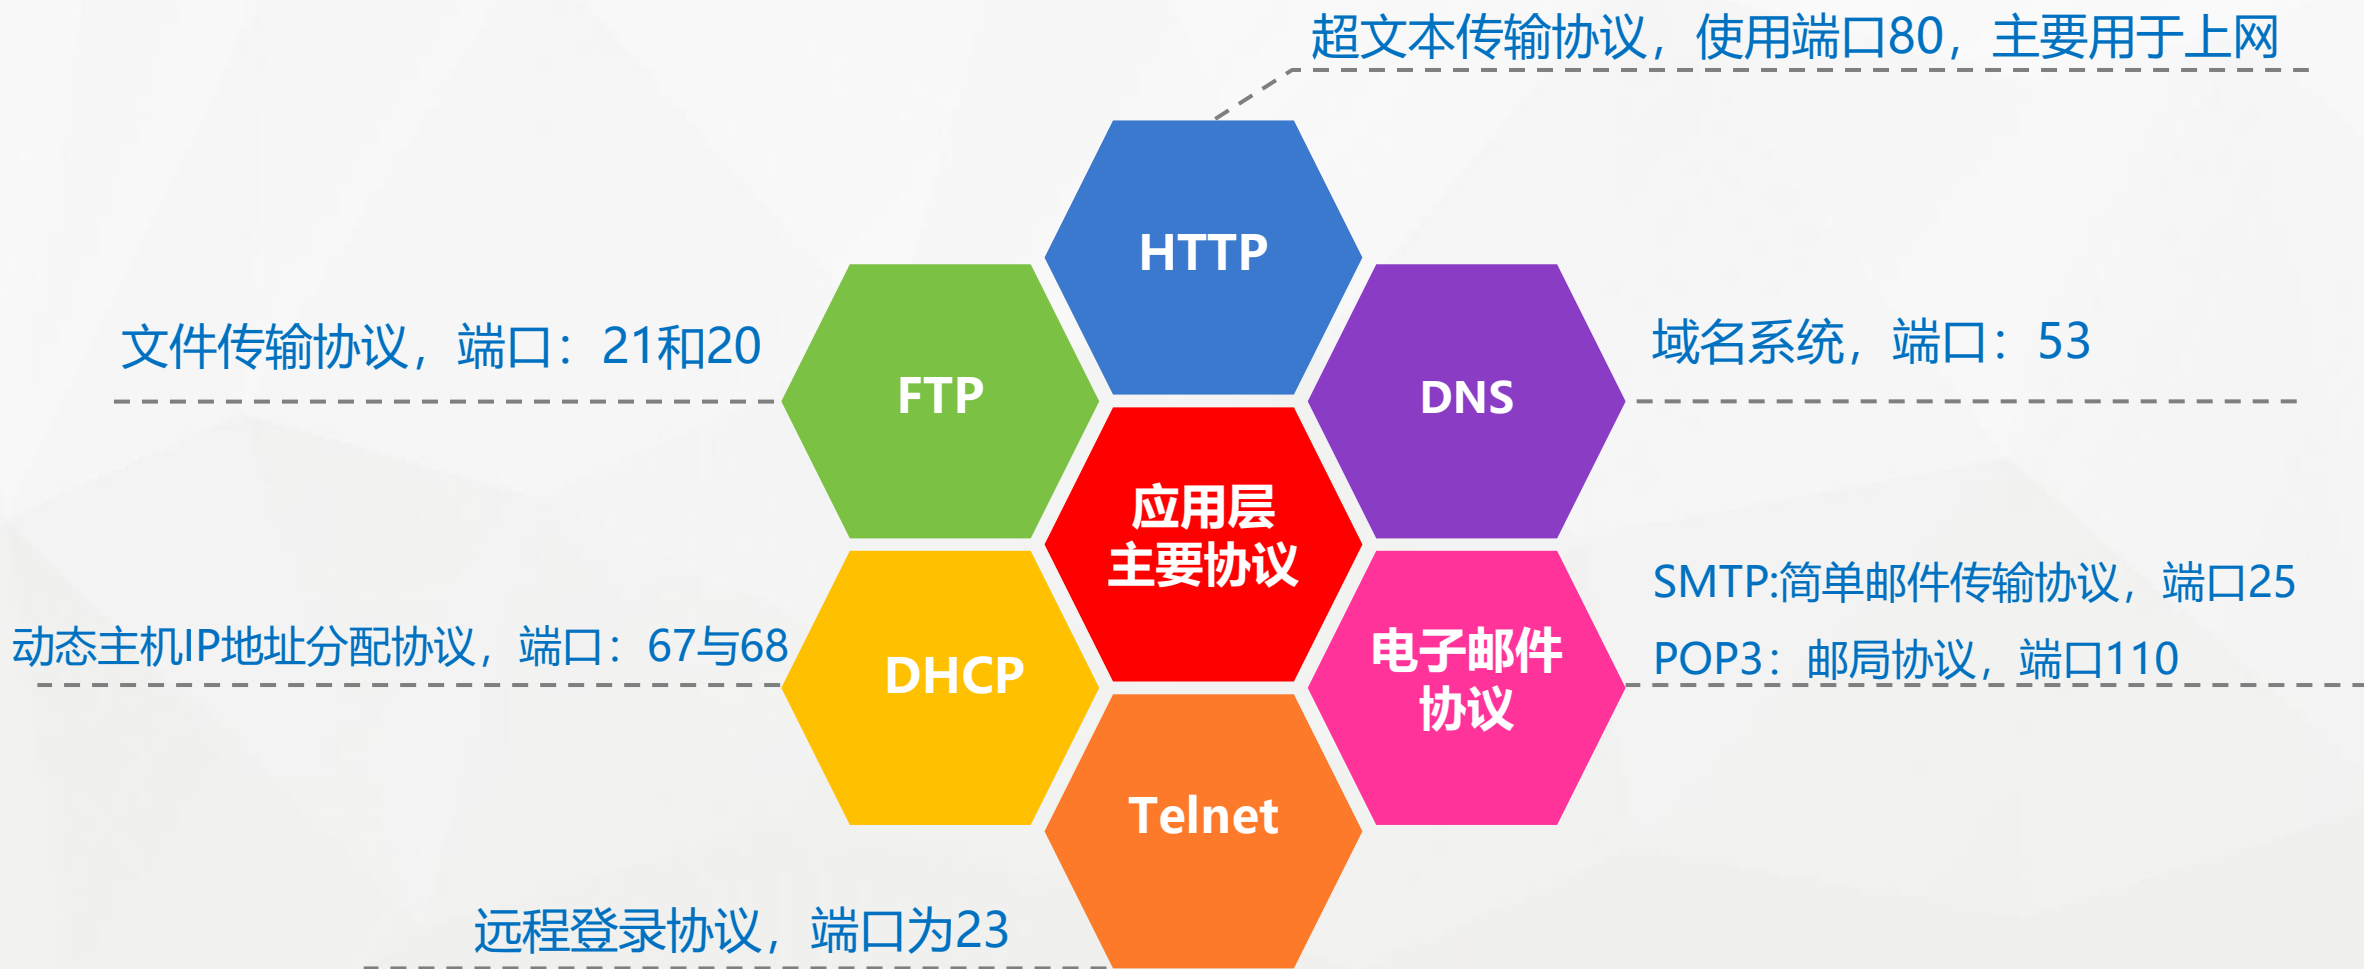 超文本传输协议，使用端口80，主要用于上网
HTTP
文件传输协议，端口：21和20
FTP
DNS
域名系统，端口：53
应用层
主要协议
动态主机IP地址分配协议，端口：67与68
DHCP
电子邮件
协议
SMTP:简单邮件传输协议，端口25
POP3：邮局协议，端口110
Telnet
远程登录协议，端口为23